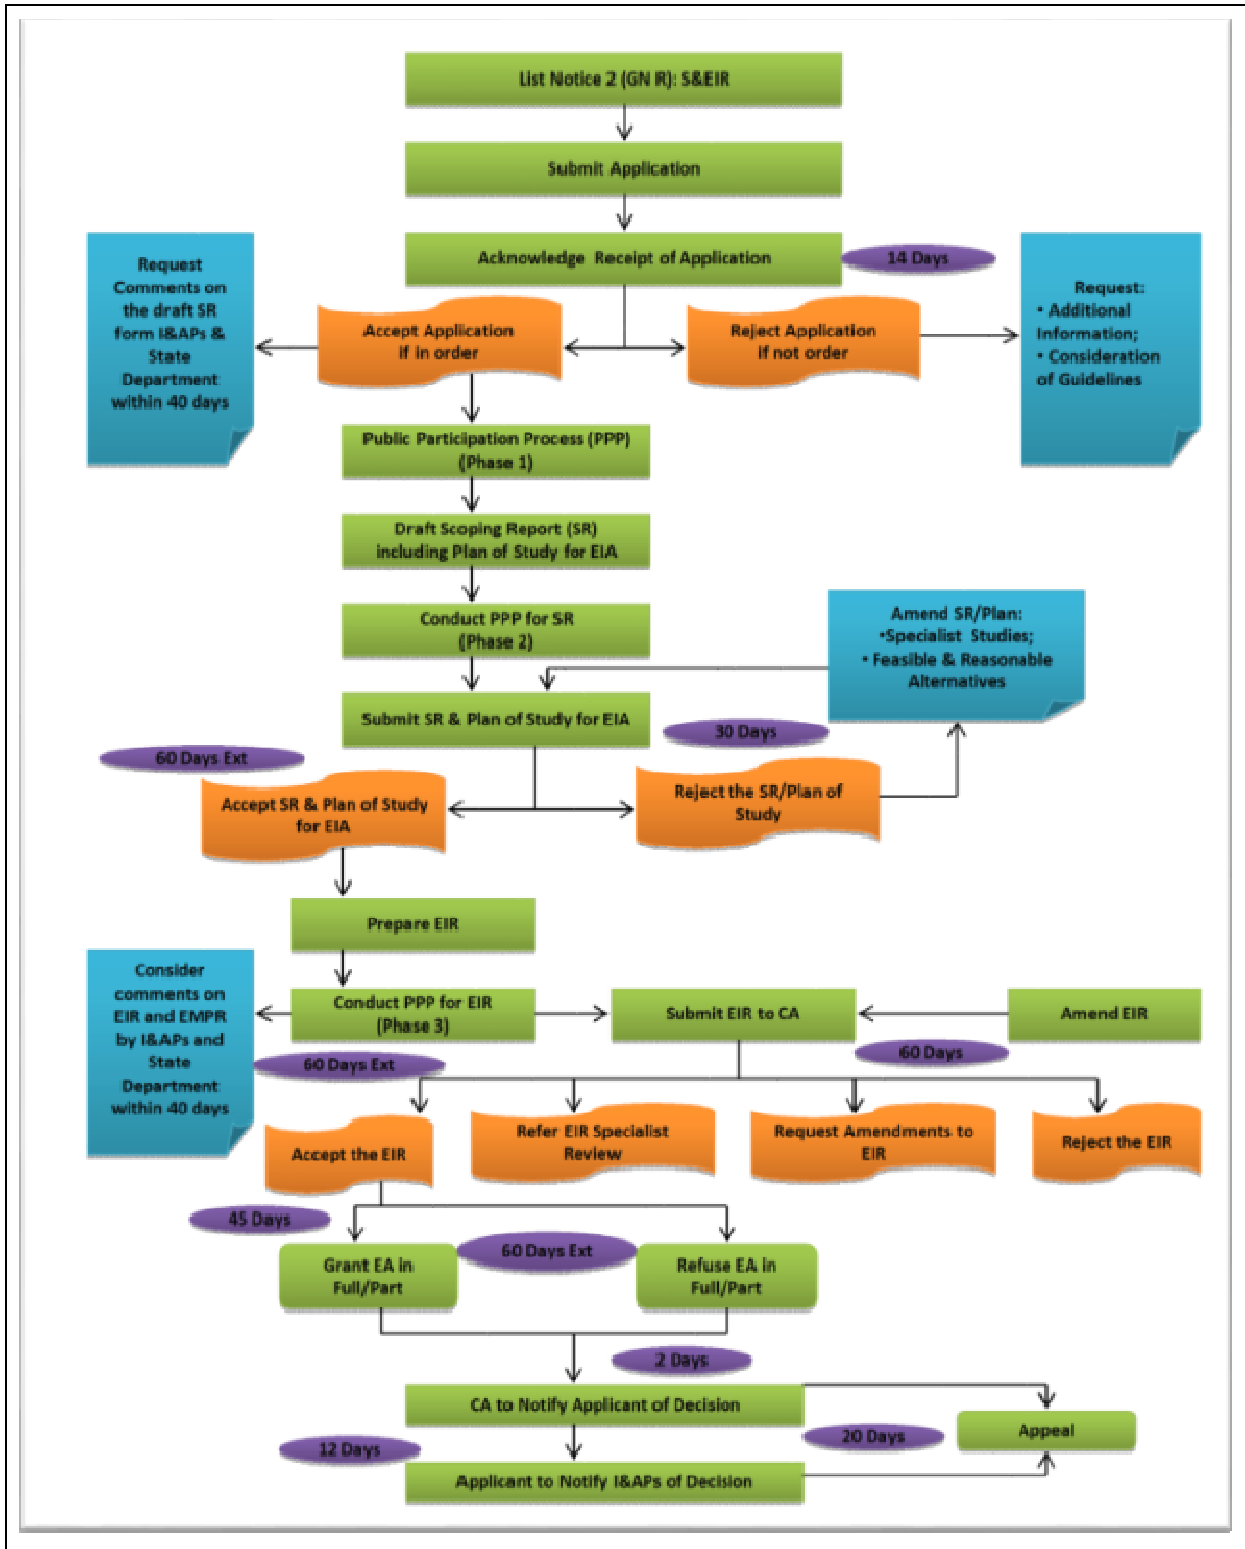 List Notice 2 (GN R): S&EIR
Submit Application
Acknowledge Receipt of Application
14 Days
Request
Comments on
the draft SR
form I&APs &
State
Department
within 40 days
Accept Application
if in order
Reject Application
if not order
Request:
• Additional
Information;
• Consideration
of Guidelines
Public Participation Process (PPP)
(Phase 1)
Draft Scoping Report (SR)
including Plan of Study for EIA
Conduct PPP for SR
(Phase 2)
Amend SR/Plan:
•Specialist Studies;
• Feasible & Reasonable
Alternatives
Submit SR & Plan of Study for EIA
30 Days
60 Days Ext
Accept SR & Plan of Study
for EIA
Reject the SR/Plan of
Study
Prepare EIR
Consider
comments on
EIR and EMPR
by I&APs and
State
Department
within 40 days
Conduct PPP for EIR
(Phase 3)
Submit EIR to CA
Amend EIR
60 Days Ext
60 Days
Accept the EIR
Refer EIR Specialist
Review
Request Amendments to
EIR
Reject the EIR
45 Days
Grant EA in
Full/Part
60 Days Ext
Refuse EA in
Full/Part
2 Days
CA to Notify Applicant of Decision
12 Days
20 Days
Appeal
Applicant to Notify I&APs of Decision